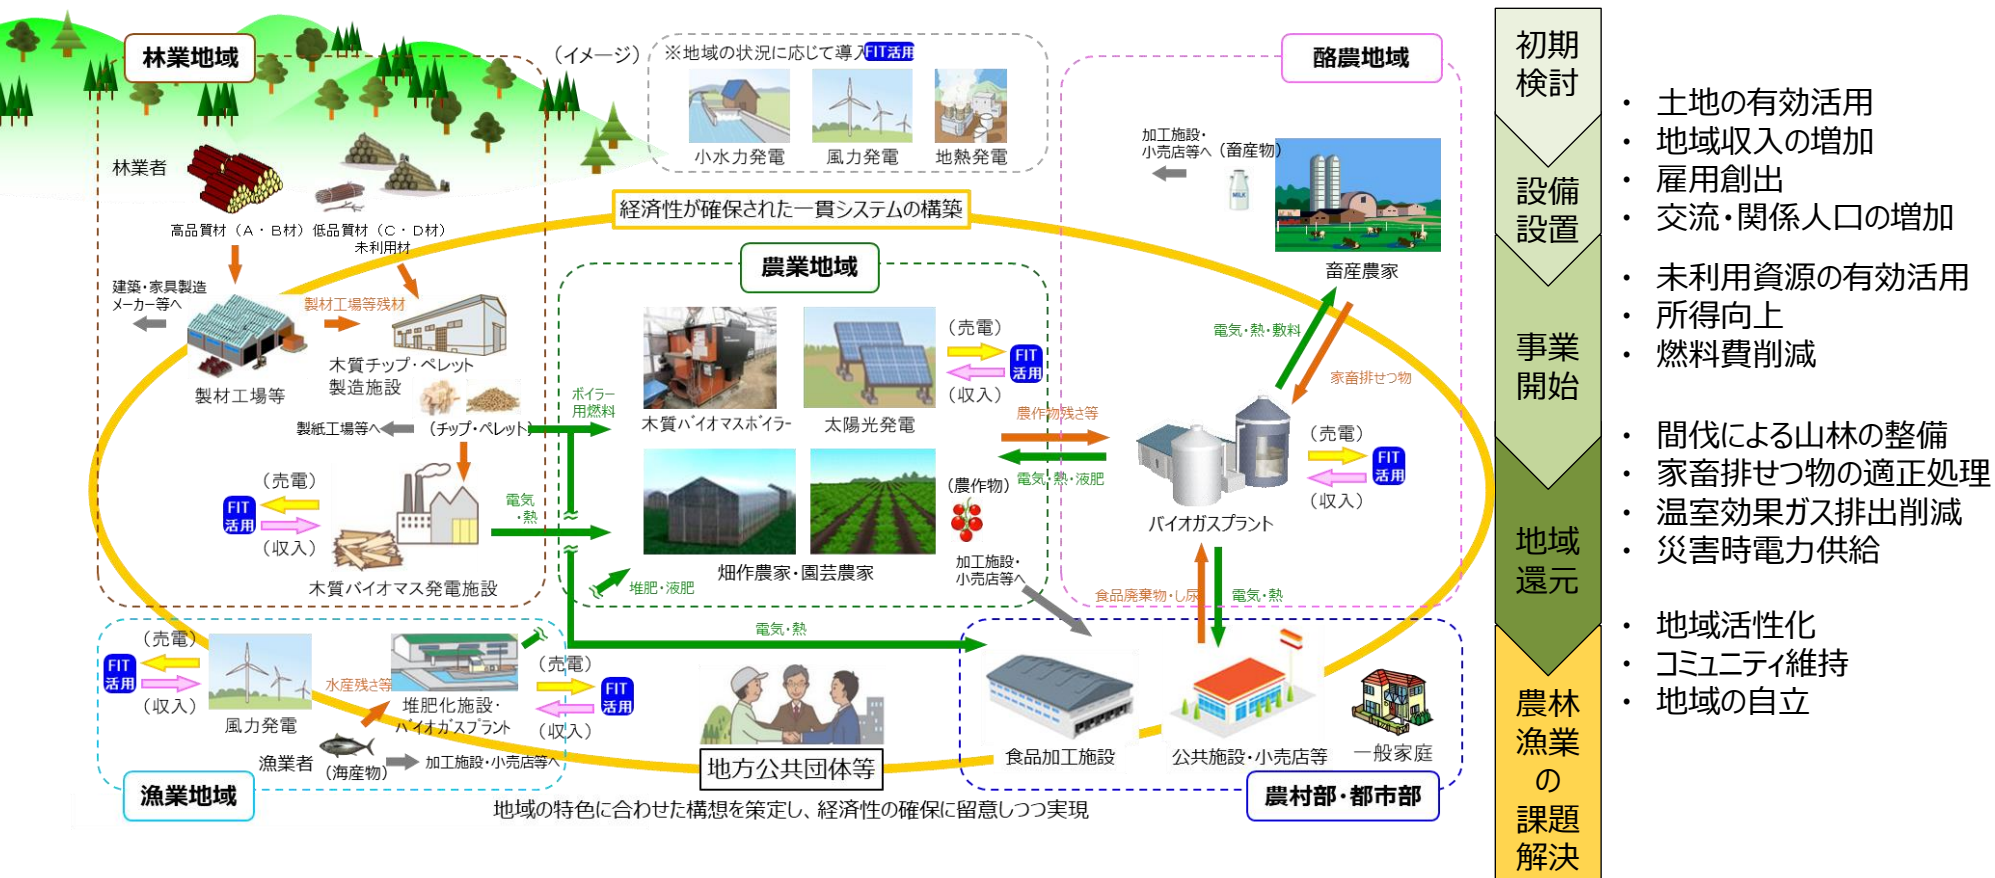 林業地域
(イメージ)
※地域の状況に応じて導入
FIT活用
小水力発電
風力発電
地熱発電
酪農地域
林業者
高品質材(A・B材)
低品質材(C・D材)
未利用材
建築・家具製造
メーカー等へ
製材工場等残材
製材工場等
木質チップ・ペレット
製造施設
製紙工場等へ
(チップ・ペレット)
(売電)
FIT
活用
(収入)
木質バイオマス発電施設
経済性が確保された一貫システムの構築
農業地域
ボイラー
用燃料
木質バイオマスボイラー
太陽光発電
(売電)
FIT
活用
(収入)
電気
・熱
畑作農家・園芸農家
(農作物)
加工施設・
小売店等へ
堆肥・液肥
電気・熱
農作物残さ等
電気・熱・液肥
加工施設・
小売店等へ
(畜産物)
MILK
畜産農家
電気・熱・敷料
家畜排せつ物
バイオガスプラント
(売電)
FIT
活用
(収入)
食品廃棄物・し尿
電気・熱
(売電)
FIT
活用
(収入)
風力発電
水産残さ等
堆肥化施設・
バイオガスプラント
(売電)
FIT
活用
(収入)
漁業者
(海産物)
加工施設・小売店等へ
漁業地域
地方公共団体等
食品加工施設
公共施設・小売店等
一般家庭
農村部・都市部
地域の特色に合わせた構想を策定し、経済性の確保に留意しつつ実現
初期
検討
設備
設置
事業
開始
地域
還元
農林
漁業
の
課題
解決
・ 土地の有効活用
・ 地域収入の増加
・ 雇用創出
・ 交流・関係人口の増加
・ 未利用資源の有効活用
・ 所得向上
・ 燃料費削減
・ 間伐による山林の整備
・ 家畜排せつ物の適正処理
・ 温室効果ガス排出削減
・ 災害時電力供給
・ 地域活性化
・ コミュニティ維持
・ 地域の自立